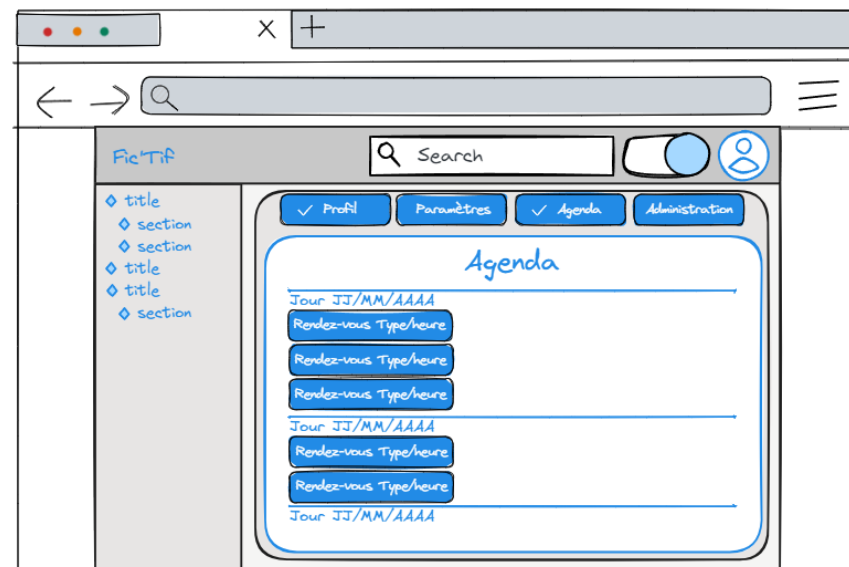 Fic'Tif
Search
title
section
section
title
title
section
Profil
Paramètres
Agenda
Administration
Agenda
Jour JJ/MM/AAAA
Rendez-vous Type/heure
Rendez-vous Type/heure
Rendez-vous Type/heure
Jour JJ/MM/AAAA
Rendez-vous Type/heure
Rendez-vous Type/heure
Jour JJ/MM/AAAA